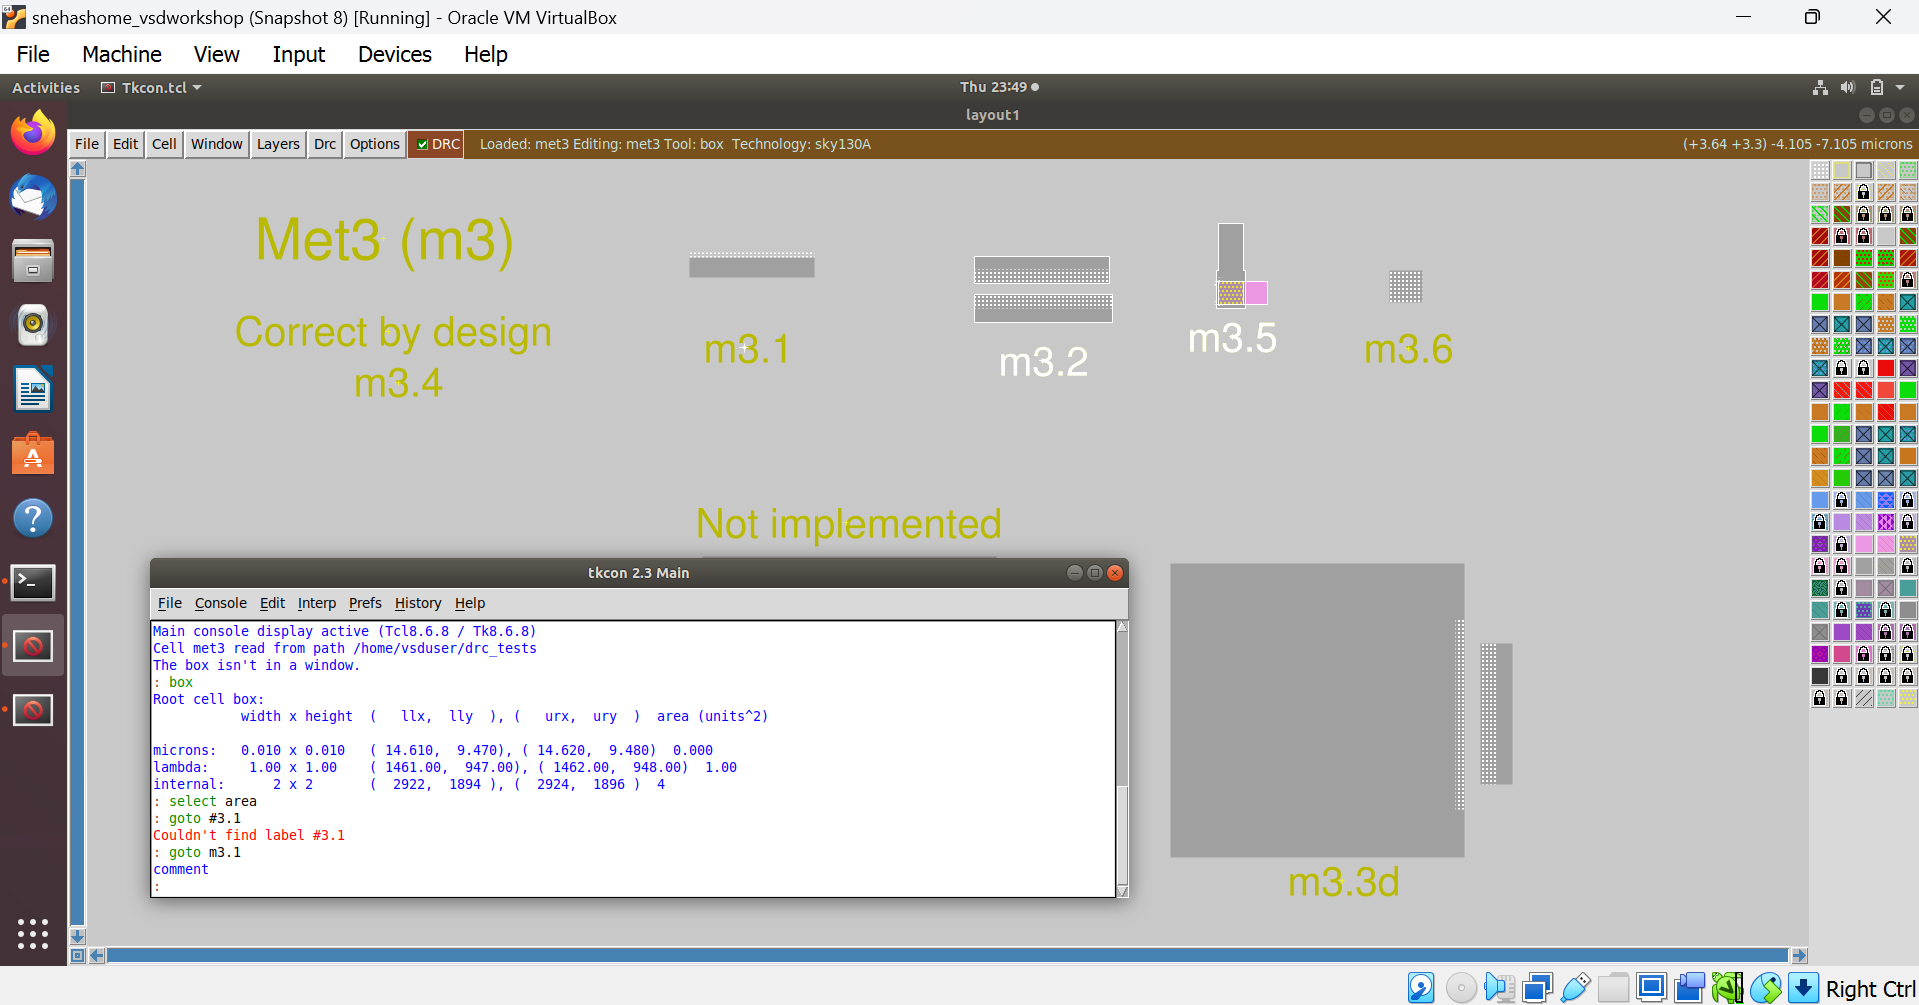 snehashome_vsdworkshop (Snapshot 8) [Running] - Oracle VM VirtualBox
File Machine View Input Devices Help
Activities Tkcon.tcl Thu 23:49
layout1
File Edit Cell Window Layers Drc Options DRC Loaded: met3 Editing: met3 Tool: box Technology: sky130A (+3.64 +3.3) -4.105 -7.105 microns
Met3 (m3)
Correct by design
m3.4
m3.1
m3.2
m3.5
m3.6
Not implemented
tkcon 2.3 Main
File Console Edit Interp Prefs History Help
Main console display active (Tcl8.6.8 / Tk8.6.8)
Cell met3 read from path /home/vsduser/drc_tests
The box isn't in a window.
: box
Root cell box:
width x height ( llx, lly ), ( urx, ury ) area (units^2)
microns: 0.010 x 0.010 ( 14.610, 9.470), ( 14.620, 9.480) 0.000
lambda: 1.00 x 1.00 ( 1461.00, 947.00), ( 1462.00, 948.00) 1.00
internal: 2 x 2 ( 2922, 1894 ), ( 2924, 1896 ) 4
: select area
: goto #3.1
Couldn't find label #3.1
: goto m3.1
comment
:
m3.3d
Right Ctrl